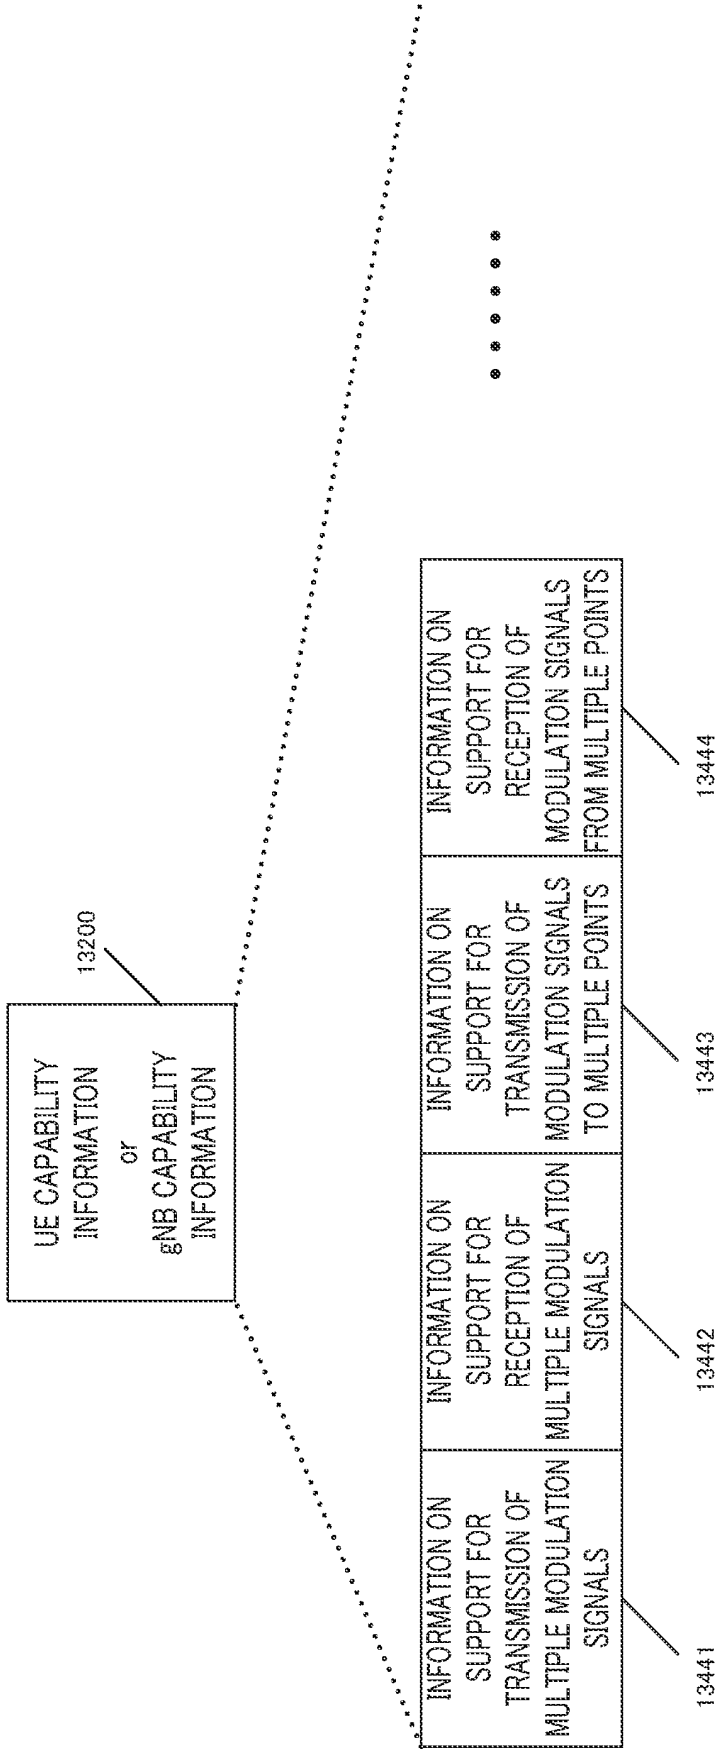 13200
UE CAPABILITY
INFORMATION
or
gNB CAPABILITY
INFORMATION
INFORMATION ON
SUPPORT FOR
TRANSMISSION OF
MULTIPLE MODULATION
SIGNALS
13441
INFORMATION ON
SUPPORT FOR
RECEPTION OF
MULTIPLE MODULATION
SIGNALS
13442
INFORMATION ON
SUPPORT FOR
TRANSMISSION OF
MODULATION SIGNALS
TO MULTIPLE POINTS
13443
INFORMATION ON
SUPPORT FOR
RECEPTION OF
MODULATION SIGNALS
FROM MULTIPLE POINTS
13444